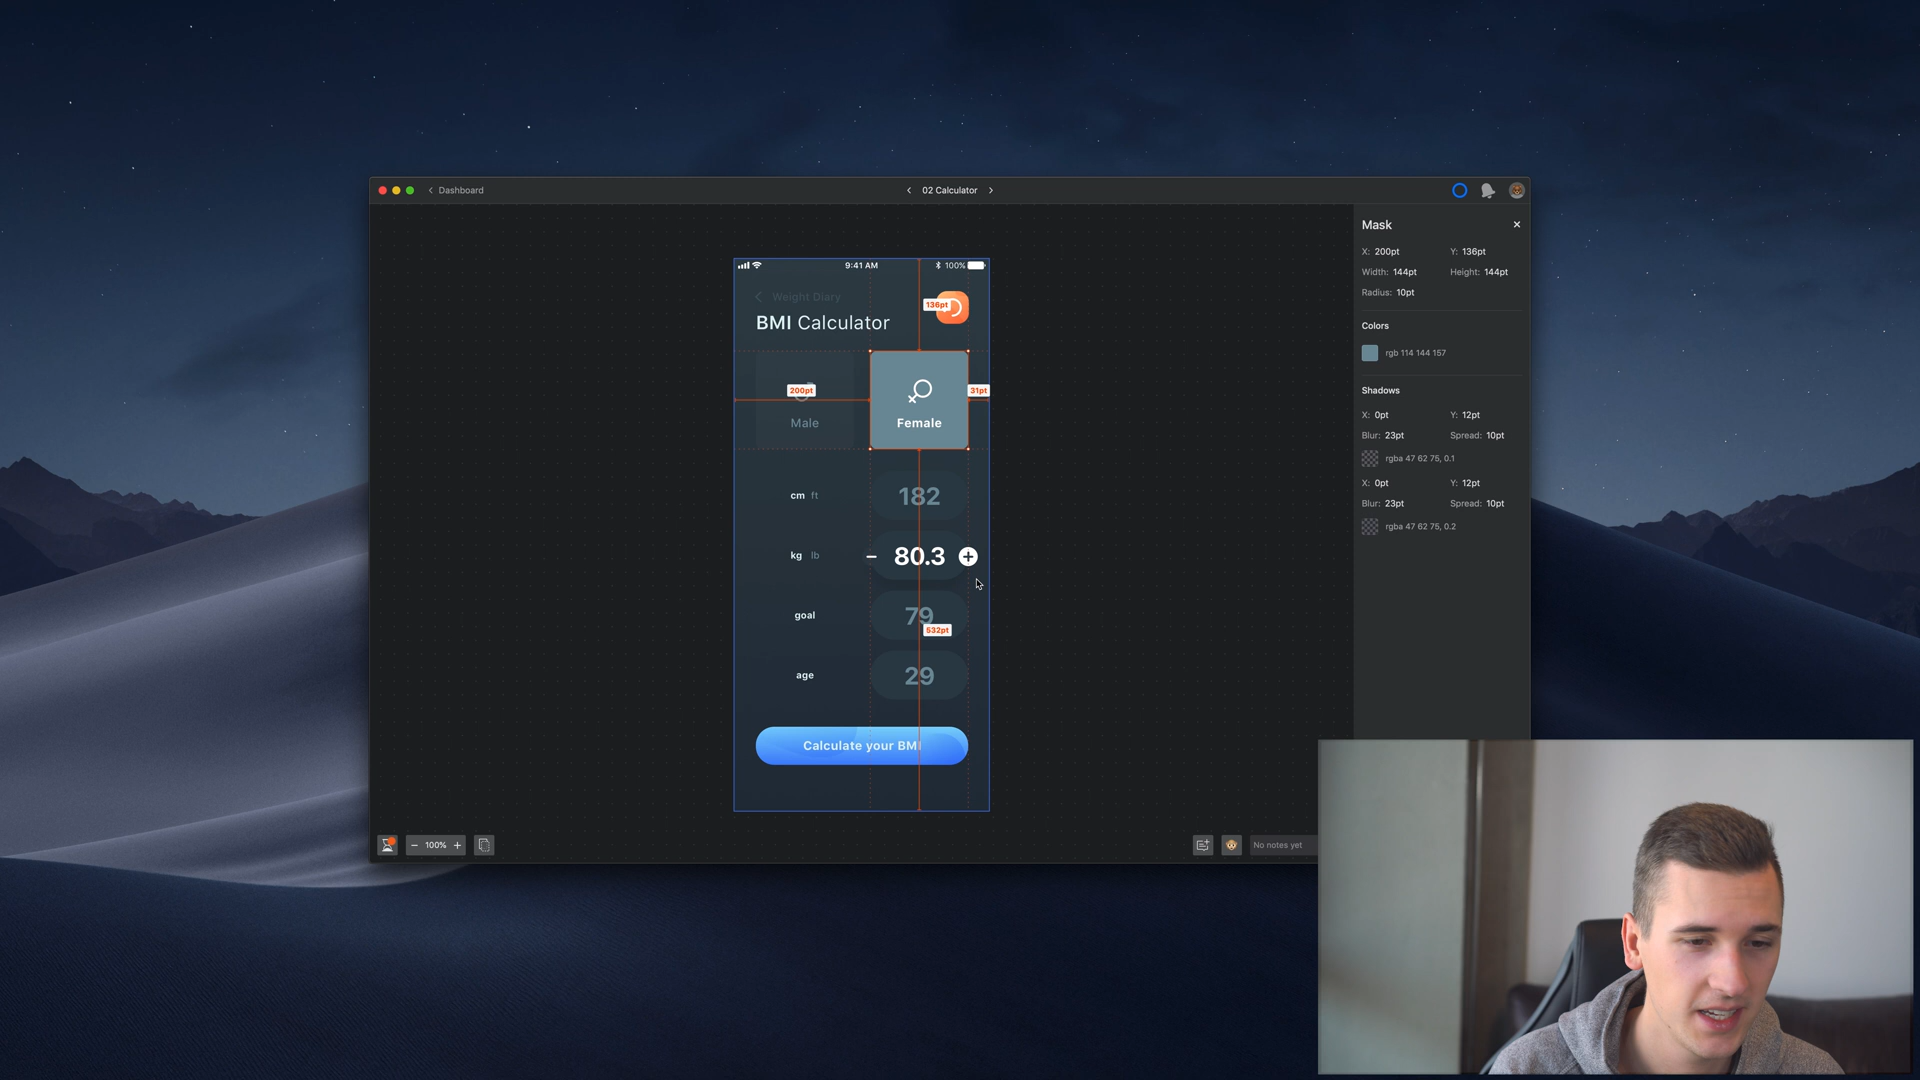 Dashboard
02 Calculator
Mask
X: 200pt Y: 136pt
Width: 144pt Height: 144pt
Radius: 10pt
Colors
rgb 114 144 157
Shadows
X: 0pt Y: 12pt
Blur: 23pt Spread: 10pt
rgba 47 62 75, 0.1
X: 0pt Y: 12pt
Blur: 23pt Spread: 10pt
rgba 47 62 75, 0.2
9:41 AM 100%
Weight Diary
136pt
BMI Calculator
200pt
31pt
Male
Female
cm ft 182
kg lb − 80.3 +
goal 79
532pt
age 29
Calculate your BMI
− 100% +
No notes yet